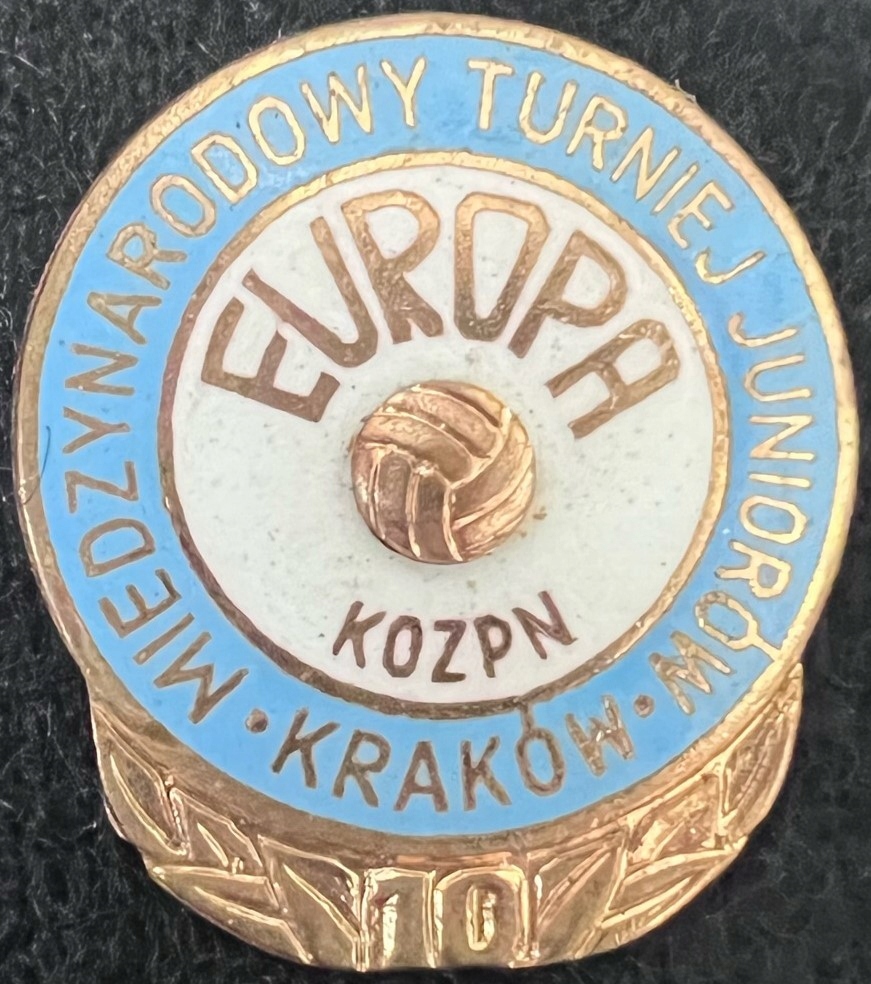 MIEDZYNARODOWY TURNIEJ JUNIORÓW
EUROPA
KOZPN
• KRAKÓW •
10